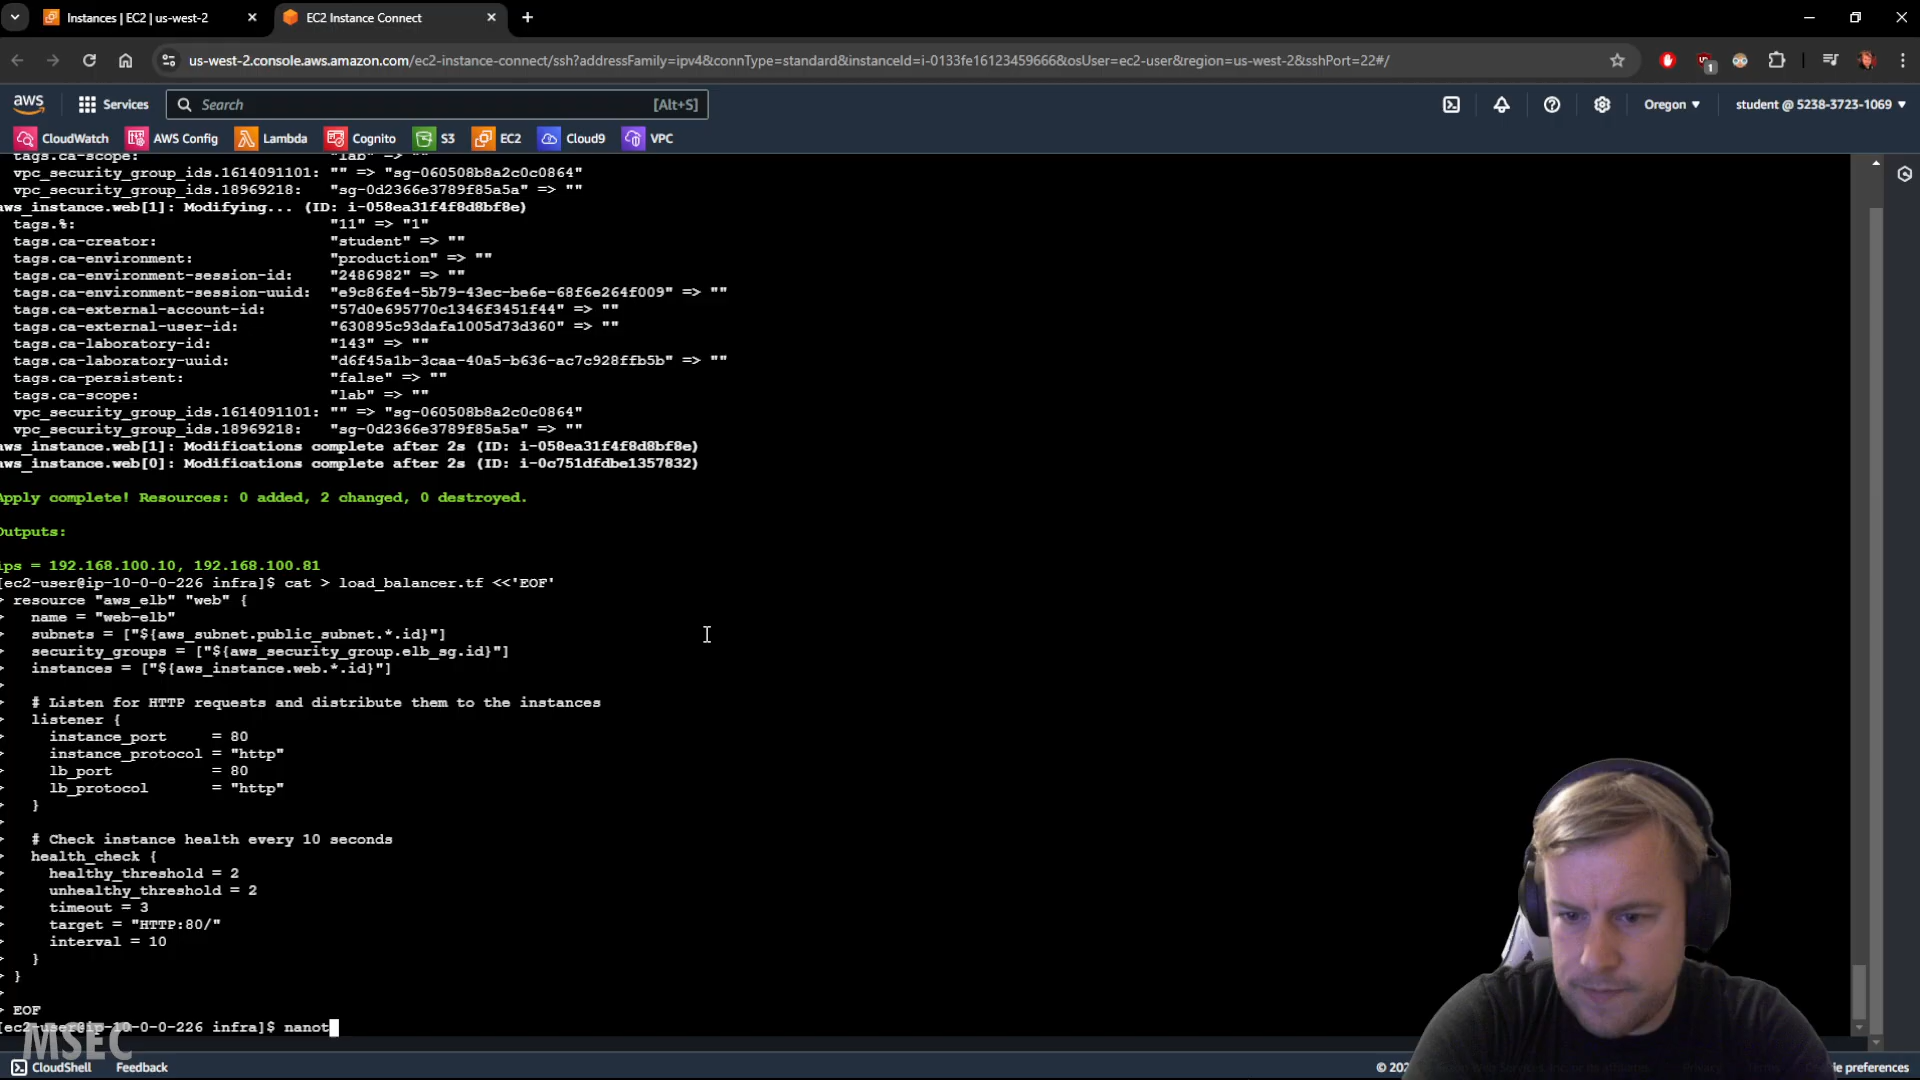 Instances | EC2 | us-west-2
EC2 Instance Connect
us-west-2.console.aws.amazon.com/ec2-instance-connect/ssh?addressFamily=ipv4&connType=standard&instanceId=i-0133fe16123459666&osUser=ec2-user&region=us-west-2&sshPort=22#/
1
aws
Services
Search
[Alt+S]
Oregon
student @ 5238-3723-1069
CloudWatch
AWS Config
Lambda
Cognito
S3
EC2
Cloud9
VPC
tags.ca-scope: "lab" => ""
vpc_security_group_ids.1614091101: "" => "sg-060508b8a2c0c0864"
vpc_security_group_ids.18969218: "sg-0d2366e3789f85a5a" => ""
aws_instance.web[1]: Modifying... (ID: i-058ea31f4f8d8bf8e)
tags.%: "11" => "1"
tags.ca-creator: "student" => ""
tags.ca-environment: "production" => ""
tags.ca-environment-session-id: "2486982" => ""
tags.ca-environment-session-uuid: "e9c86fe4-5b79-43ec-be6e-68f6e264f009" => ""
tags.ca-external-account-id: "57d0e695770c1346f3451f44" => ""
tags.ca-external-user-id: "630895c93dafa1005d73d360" => ""
tags.ca-laboratory-id: "143" => ""
tags.ca-laboratory-uuid: "d6f45a1b-3caa-40a5-b636-ac7c928ffb5b" => ""
tags.ca-persistent: "false" => ""
tags.ca-scope: "lab" => ""
vpc_security_group_ids.1614091101: "" => "sg-060508b8a2c0c0864"
vpc_security_group_ids.18969218: "sg-0d2366e3789f85a5a" => ""
aws_instance.web[1]: Modifications complete after 2s (ID: i-058ea31f4f8d8bf8e)
aws_instance.web[0]: Modifications complete after 2s (ID: i-0c751dfdbe1357832)
Apply complete! Resources: 0 added, 2 changed, 0 destroyed.
Outputs:
ips = 192.168.100.10, 192.168.100.81
[ec2-user@ip-10-0-0-226 infra]$ cat > load_balancer.tf <<'EOF'
> resource "aws_elb" "web" {
> name = "web-elb"
> subnets = ["${aws_subnet.public_subnet.*.id}"]
> security_groups = ["${aws_security_group.elb_sg.id}"]
> instances = ["${aws_instance.web.*.id}"]
>
> # Listen for HTTP requests and distribute them to the instances
> listener {
> instance_port = 80
> instance_protocol = "http"
> lb_port = 80
> lb_protocol = "http"
> }
>
> # Check instance health every 10 seconds
> health_check {
> healthy_threshold = 2
> unhealthy_threshold = 2
> timeout = 3
> target = "HTTP:80/"
> interval = 10
> }
> }
>
> EOF
[ec2-user@ip-10-0-0-226 infra]$ nanot
MSEC
CloudShell
Feedback
© 20
ie preferences